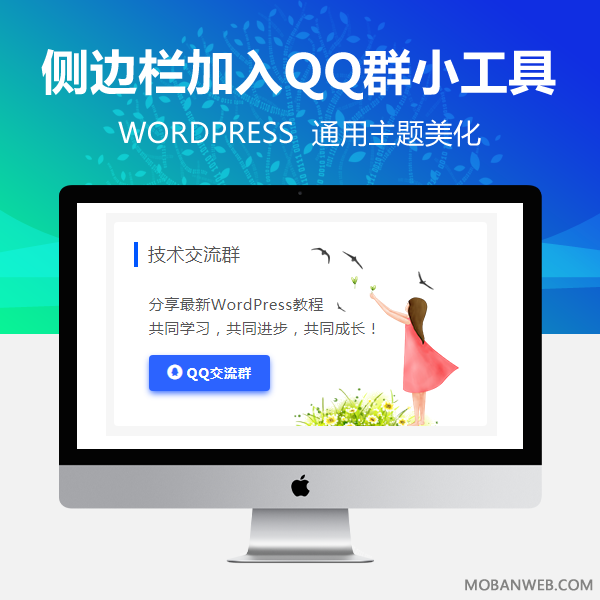 侧边栏加入QQ群小工具
WORDPRESS 通用主题美化
技术交流群
分享最新WordPress教程
共同学习，共同进步，共同成长！
QQ交流群
MOBANWEB.COM